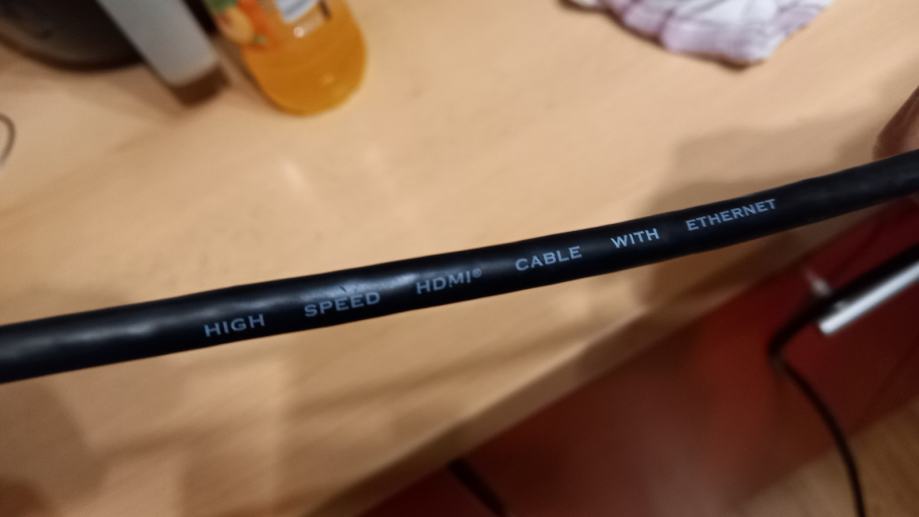 HIGH SPEED HDMI® CABLE WITH ETHERNET